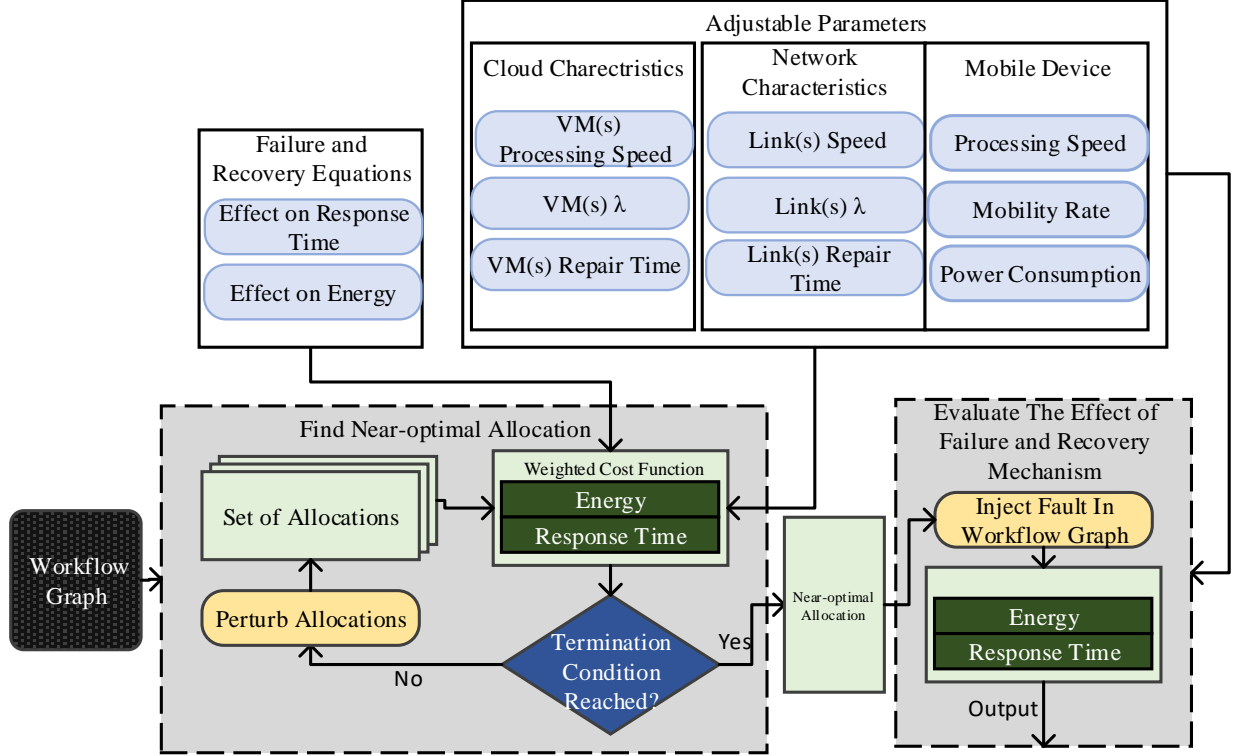 Adjustable Parameters
Cloud Charectristics
VM(s)
Processing Speed
VM(s) λ
VM(s) Repair Time
Network
Characteristics
Link(s) Speed
Link(s) λ
Link(s) Repair
Time
Mobile Device
Processing Speed
Mobility Rate
Power Consumption
Failure and
Recovery Equations
Effect on Response
Time
Effect on Energy
Workflow
Graph
Find Near-optimal Allocation
Set of Allocations
Perturb Allocations
Weighted Cost Function
Energy
Response Time
Termination
Condition
Reached?
No
Yes
Near-optimal
Allocation
Evaluate The Effect of
Failure and Recovery
Mechanism
Inject Fault In
Workflow Graph
Energy
Response Time
Output